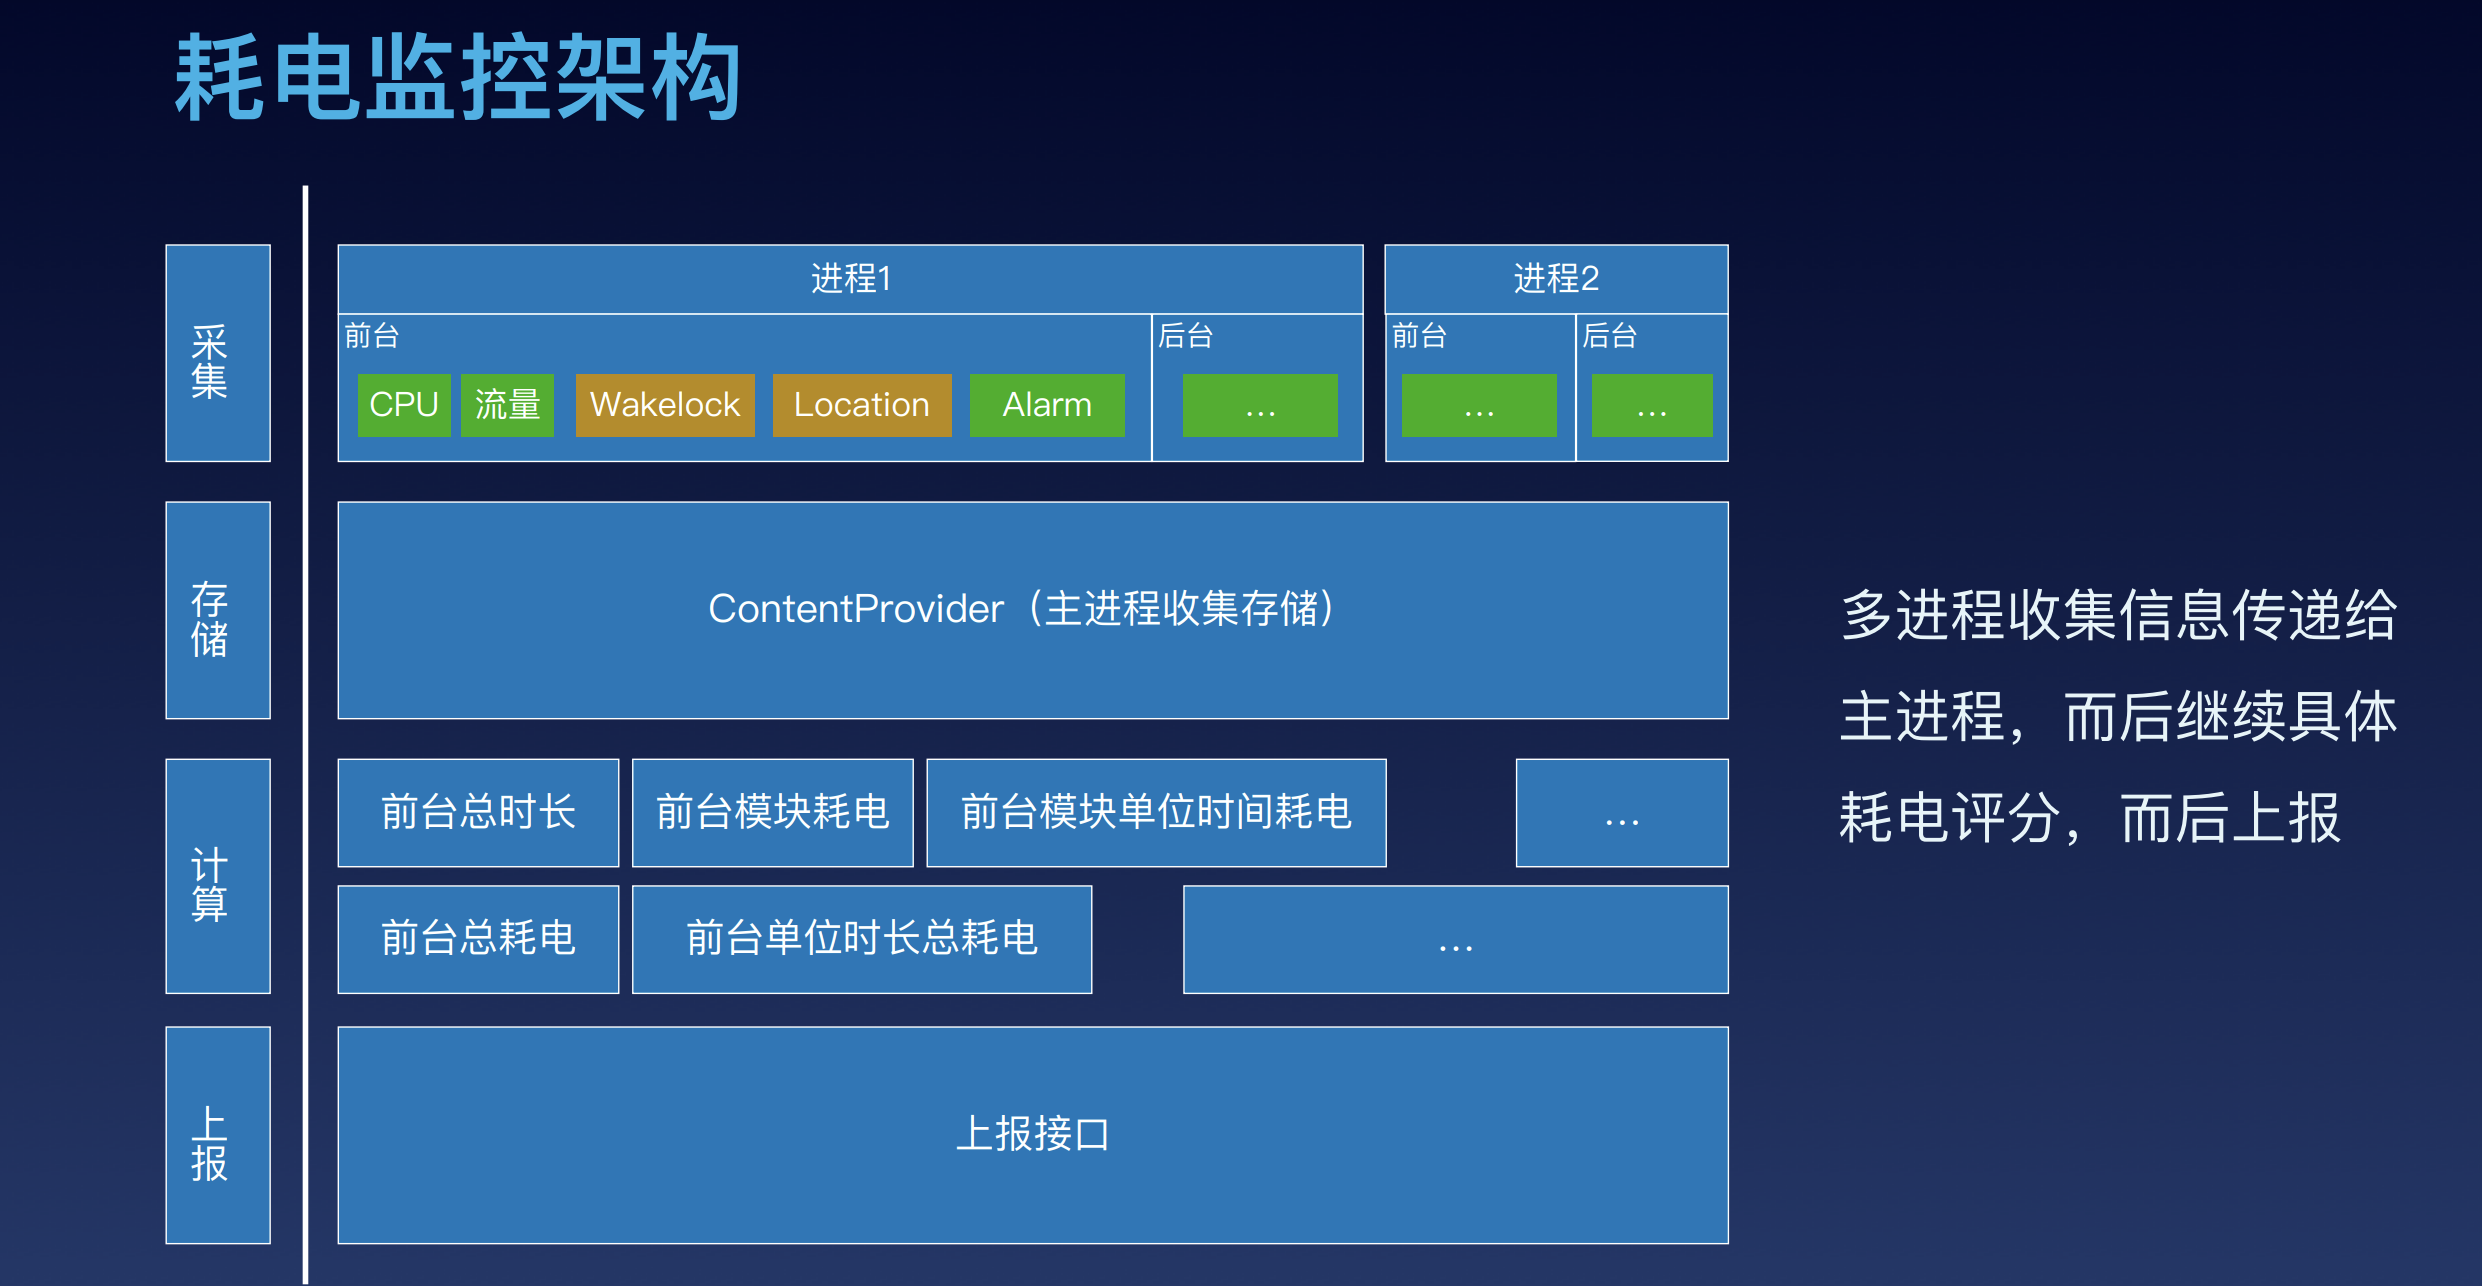 耗电监控架构
采集
进程1
进程2
前台
后台
前台
后台
CPU
流量
Wakelock
Location
Alarm
...
...
...
存储
ContentProvider（主进程收集存储）
计算
前台总时长
前台模块耗电
前台模块单位时间耗电
...
前台总耗电
前台单位时长总耗电
...
上报
上报接口
多进程收集信息传递给
主进程，而后继续具体
耗电评分，而后上报